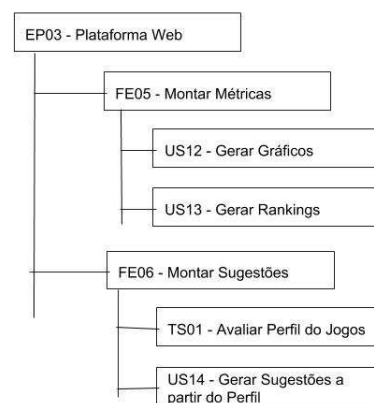 EP03 - Plataforma Web
FE05 - Montar Métricas
US12 - Gerar Gráficos
US13 - Gerar Rankings
FE06 - Montar Sugestões
TS01 - Avaliar Perfil do Jogos
US14 - Gerar Sugestões a
partir do Perfil